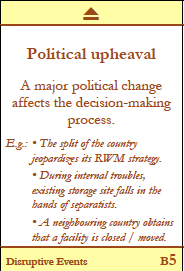 Political upheaval
A major political change
affects the decision-making
process.
E.g.: • The split of the country
jeopardizes its RWM strategy.
• During internal troubles,
existing storage site falls in the
hands of separatists.
• A neighbouring country obtains
that a facility is closed / moved.
Disruptive Events B5